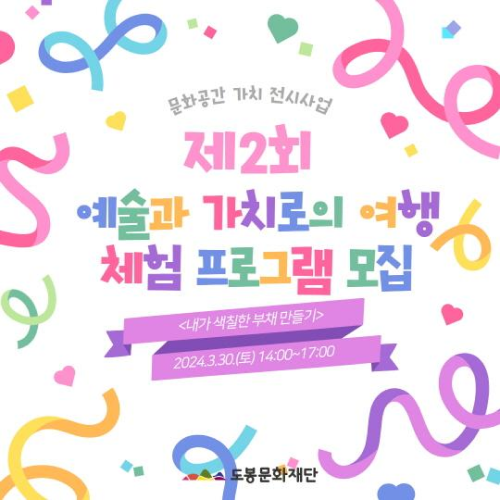 문화공간 가치 전시사업
제2회
예술과 가치로의 여행
체험 프로그램 모집
<내가 색칠한 부채 만들기>
2024.3.30.(토) 14:00~17:00
도봉문화재단